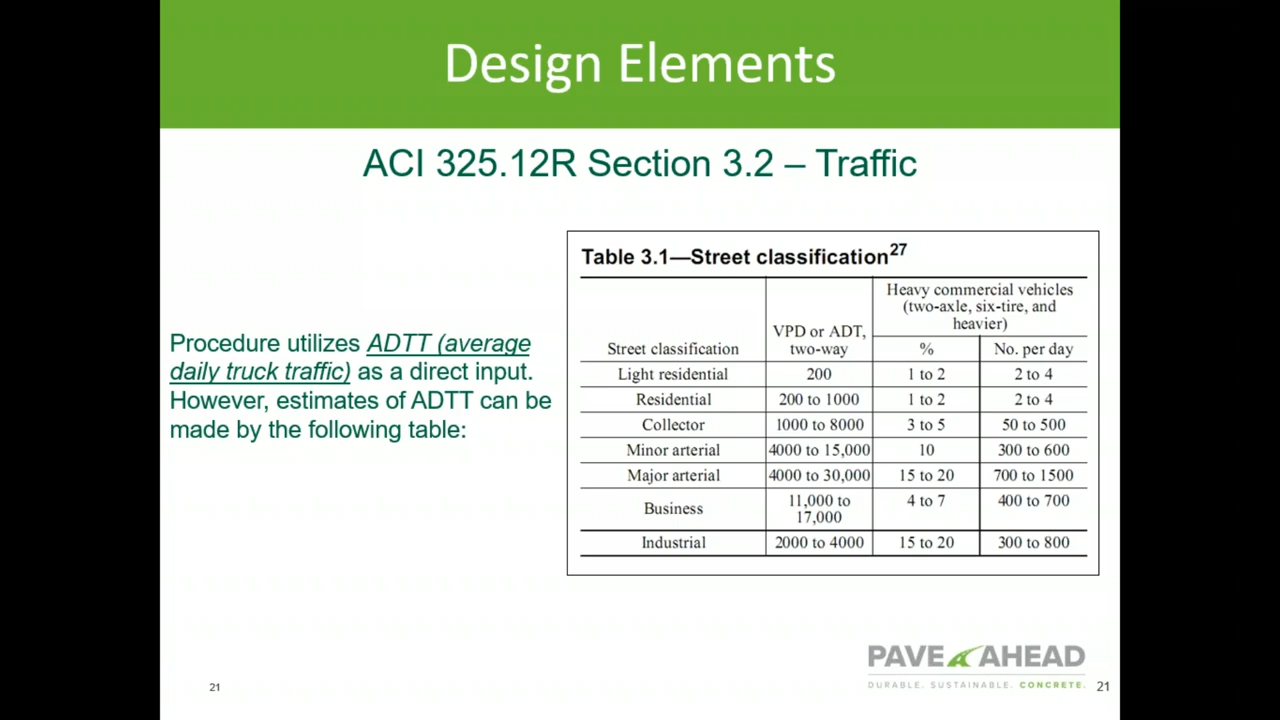 Design Elements
ACI 325.12R Section 3.2 – Traffic
Procedure utilizes ADTT (average
daily truck traffic) as a direct input.
However, estimates of ADTT can be
made by the following table:
Table 3.1—Street classification27
Heavy commercial vehicles
(two-axle, six-tire, and
heavier)
VPD or ADT,
Street classification two-way % No. per day
Light residential 200 1 to 2 2 to 4
Residential 200 to 1000 1 to 2 2 to 4
Collector 1000 to 8000 3 to 5 50 to 500
Minor arterial 4000 to 15,000 10 300 to 600
Major arterial 4000 to 30,000 15 to 20 700 to 1500
Business 11,000 to 4 to 7 400 to 700
17,000
Industrial 2000 to 4000 15 to 20 300 to 800
PAVE AHEAD
DURABLE. SUSTAINABLE. CONCRETE.
21
21